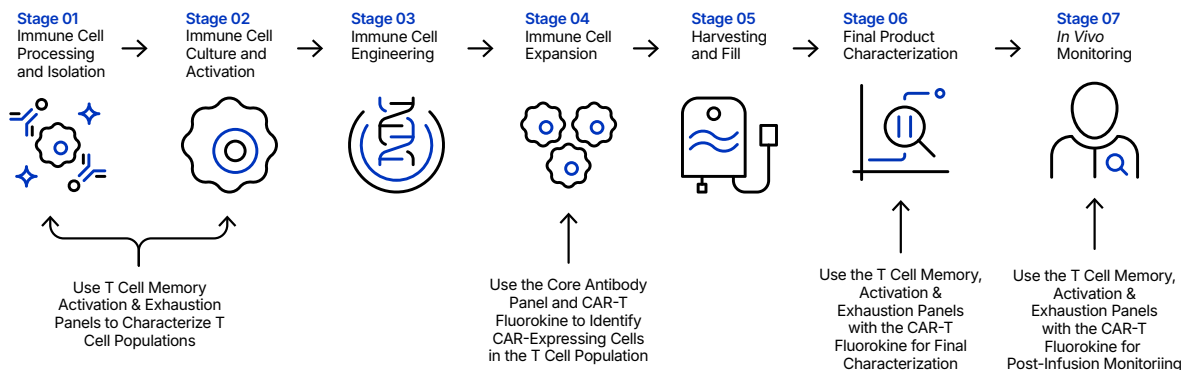 Stage 01
Immune Cell
Processing
and Isolation
Stage 02
Immune Cell
Culture and
Activation
Stage 03
Immune Cell
Engineering
Stage 04
Immune Cell
Expansion
Stage 05
Harvesting
and Fill
Stage 06
Final Product
Characterization
Stage 07
In Vivo
Monitoring
Use T Cell Memory
Activation & Exhaustion
Panels to Characterize T
Cell Populations
Use the Core Antibody
Panel and CAR-T
Fluorokine to Identify
CAR-Expressing Cells
in the T Cell Population
Use the T Cell Memory,
Activation &
Exhaustion Panels
with the CAR-T
Fluorokine for Final
Characterization
Use the T Cell Memory,
Activation &
Exhaustion Panels
with the CAR-T
Fluorokine for
Post-Infusion Monitoriing